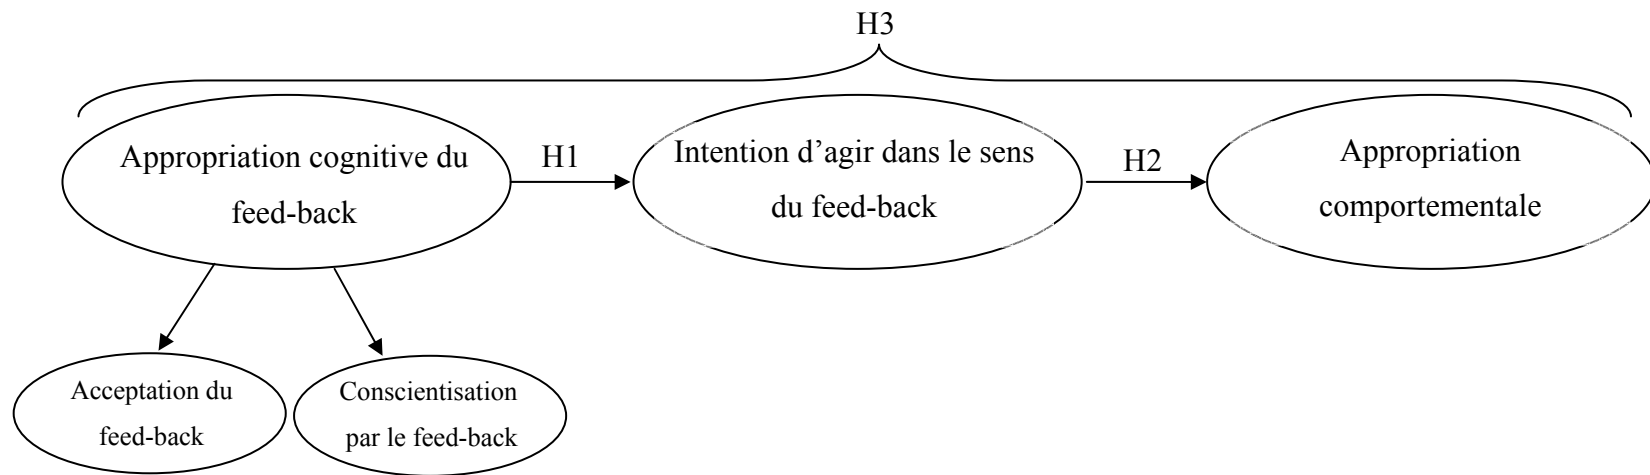 H3
Appropriation cognitive du
feed-back
H1
Intention d’agir dans le sens
du feed-back
H2
Appropriation
comportementale
Acceptation du
feed-back
Conscientisation
par le feed-back